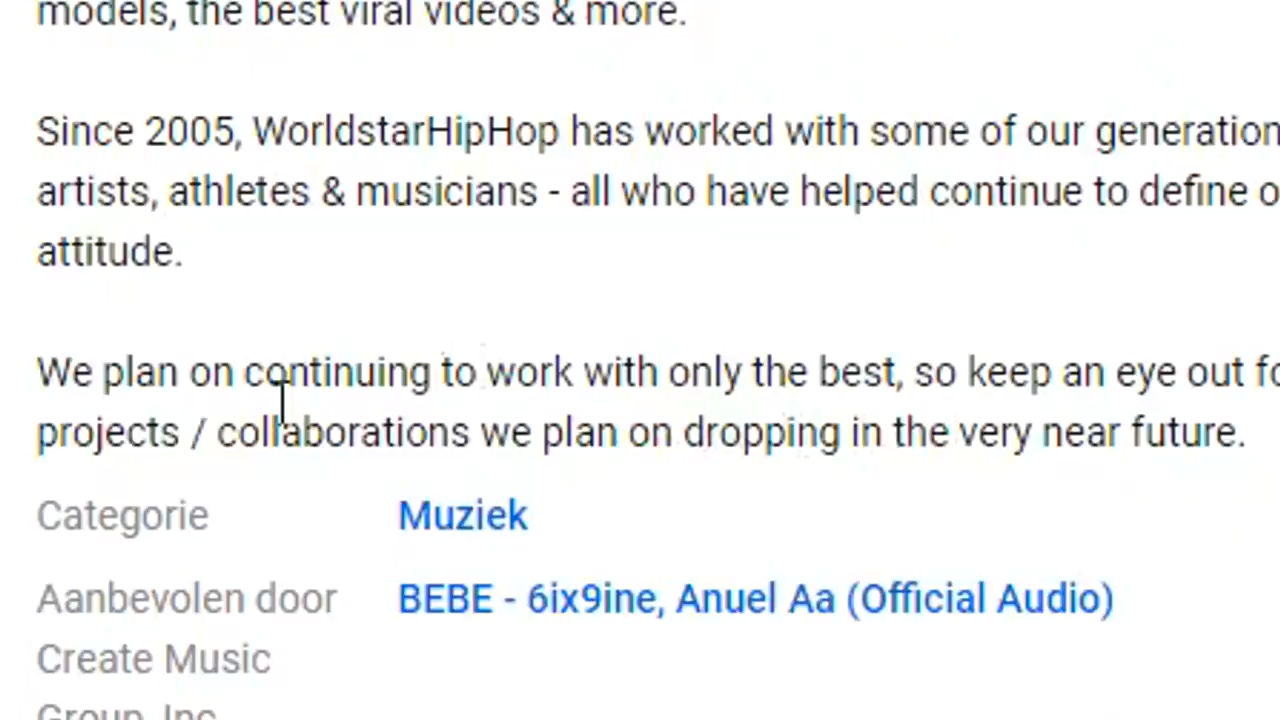 models, the best viral videos & more.
Since 2005, WorldstarHipHop has worked with some of our generation
artists, athletes & musicians - all who have helped continue to define o
attitude.
We plan on continuing to work with only the best, so keep an eye out fo
projects / collaborations we plan on dropping in the very near future.
Categorie Muziek
Aanbevolen door BEBE - 6ix9ine, Anuel Aa (Official Audio)
Create Music
Group, Inc.